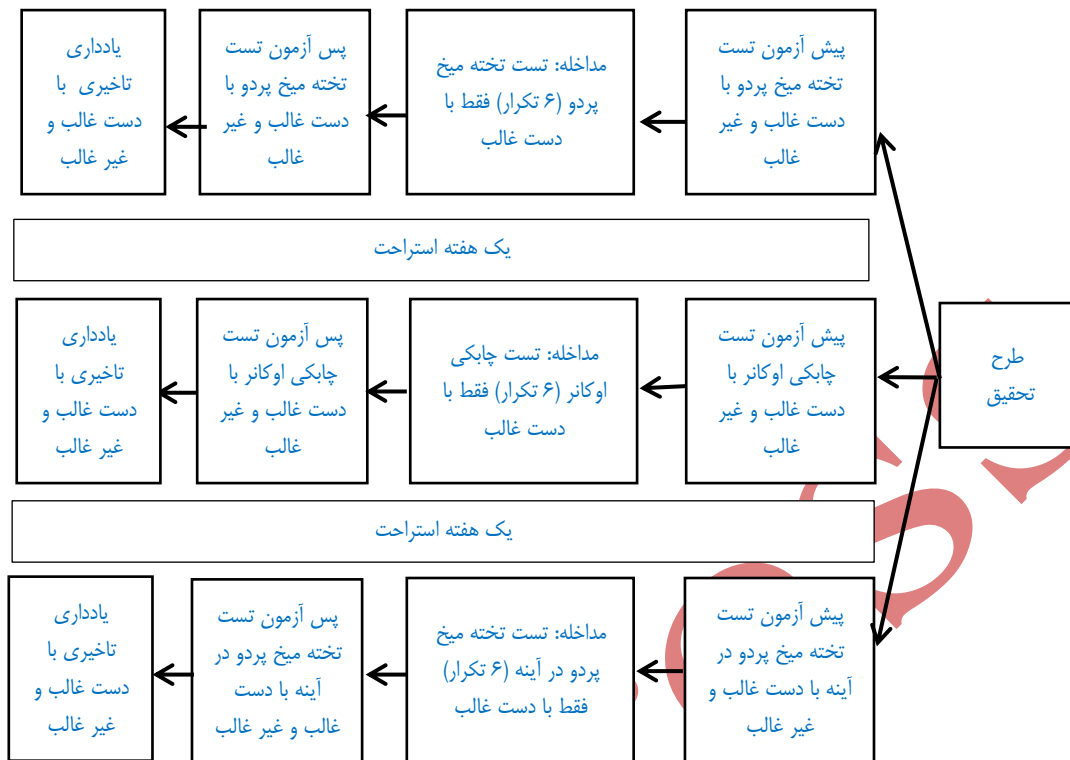 طرح
تحقیق
پیش آزمون تست
تخته میخ پردو با
دست غالب و غیر
غالب
مداخله: تست تخته میخ
پردو (۶ تکرار) فقط با
دست غالب
پس آزمون تست
تخته میخ پردو با
دست غالب و غیر
غالب
یادداری
تاخیری با
دست غالب و
غیر غالب
یک هفته استراحت
پیش آزمون تست
چابکی اوکانر با
دست غالب و غیر
غالب
مداخله: تست چابکی
اوکانر (۶ تکرار) فقط با
دست غالب
پس آزمون تست
چابکی اوکانر با
دست غالب و غیر
غالب
یادداری
تاخیری با
دست غالب و
غیر غالب
یک هفته استراحت
پیش آزمون تست
تخته میخ پردو در
آینه با دست غالب و
غیر غالب
مداخله: تست تخته میخ
پردو در آینه (۶ تکرار)
فقط با دست غالب
پس آزمون تست
تخته میخ پردو در
آینه با دست
غالب و غیر غالب
یادداری
تاخیری با
دست غالب و
غیر غالب